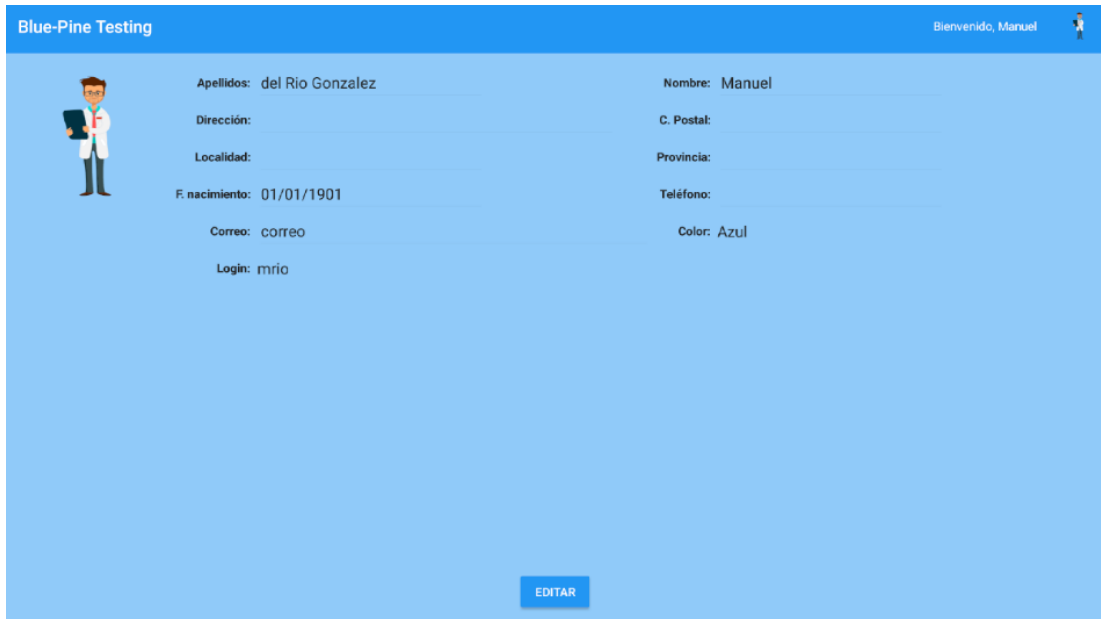 Blue-Pine Testing Bienvenido, Manuel
Apellidos: del Rio Gonzalez Nombre: Manuel
Dirección: C. Postal:
Localidad: Provincia:
F. nacimiento: 01/01/1901 Teléfono:
Correo: correo Color: Azul
Login: mrio
EDITAR